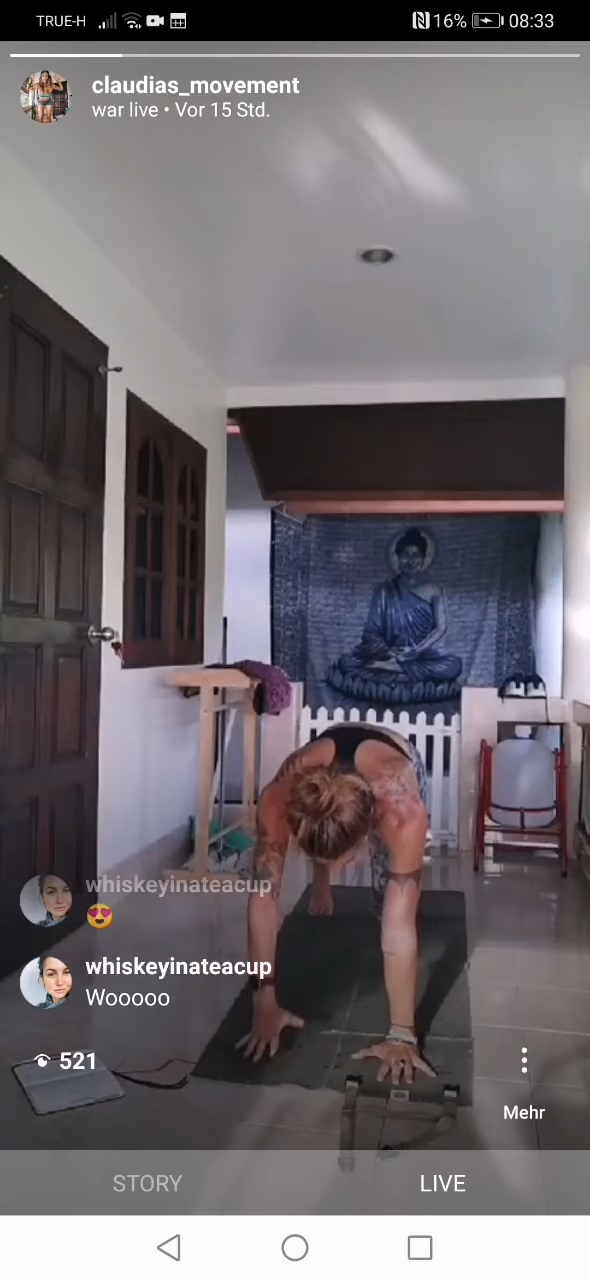 TRUE-H 16% 08:33
claudias_movement
war live • Vor 15 Std.
whiskeyinateacup
😍
whiskeyinateacup
Wooooo
521
Mehr
STORY LIVE